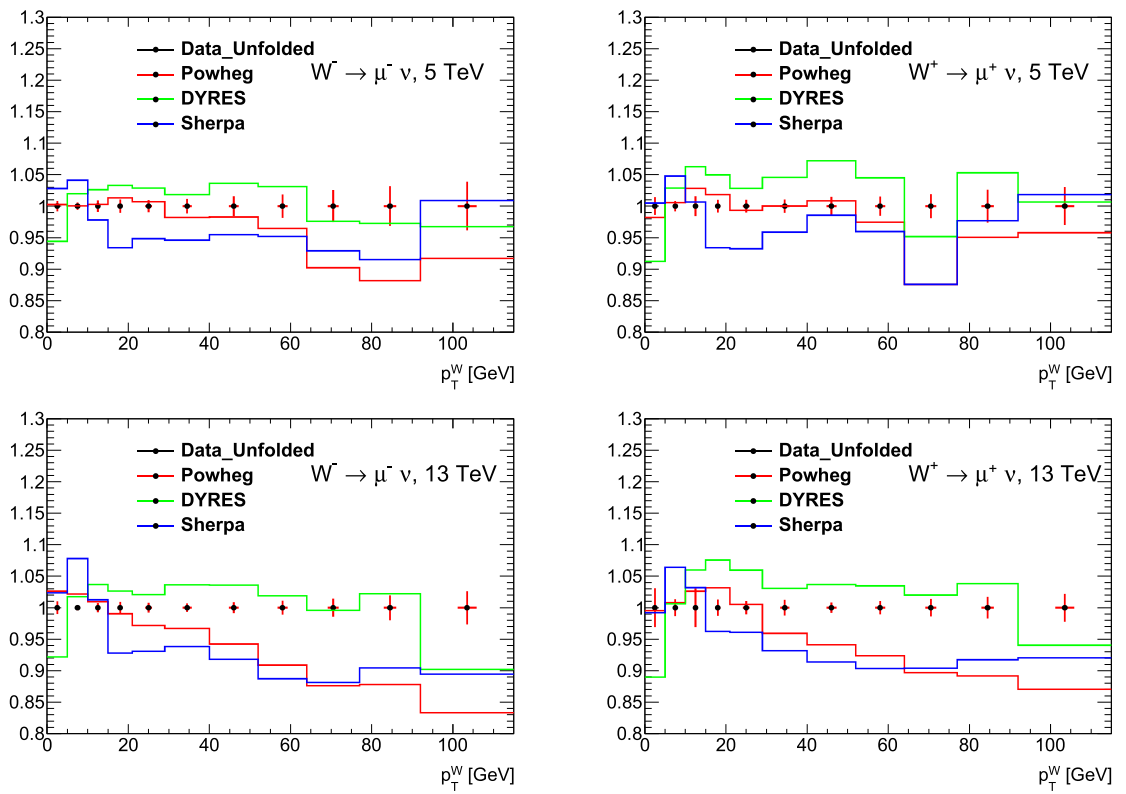 1.3
1.25
1.2
1.15
1.1
1.05
1
0.95
0.9
0.85
0.8
Data_Unfolded
Powheg
DYRES
Sherpa
W⁻ → μ⁻ ν, 5 TeV
0 20 40 60 80 100
p_T^W [GeV]
1.3
1.25
1.2
1.15
1.1
1.05
1
0.95
0.9
0.85
0.8
Data_Unfolded
Powheg
DYRES
Sherpa
W⁺ → μ⁺ ν, 5 TeV
0 20 40 60 80 100
p_T^W [GeV]
1.3
1.25
1.2
1.15
1.1
1.05
1
0.95
0.9
0.85
0.8
Data_Unfolded
Powheg
DYRES
Sherpa
W⁻ → μ⁻ ν, 13 TeV
0 20 40 60 80 100
p_T^W [GeV]
1.3
1.25
1.2
1.15
1.1
1.05
1
0.95
0.9
0.85
0.8
Data_Unfolded
Powheg
DYRES
Sherpa
W⁺ → μ⁺ ν, 13 TeV
0 20 40 60 80 100
p_T^W [GeV]